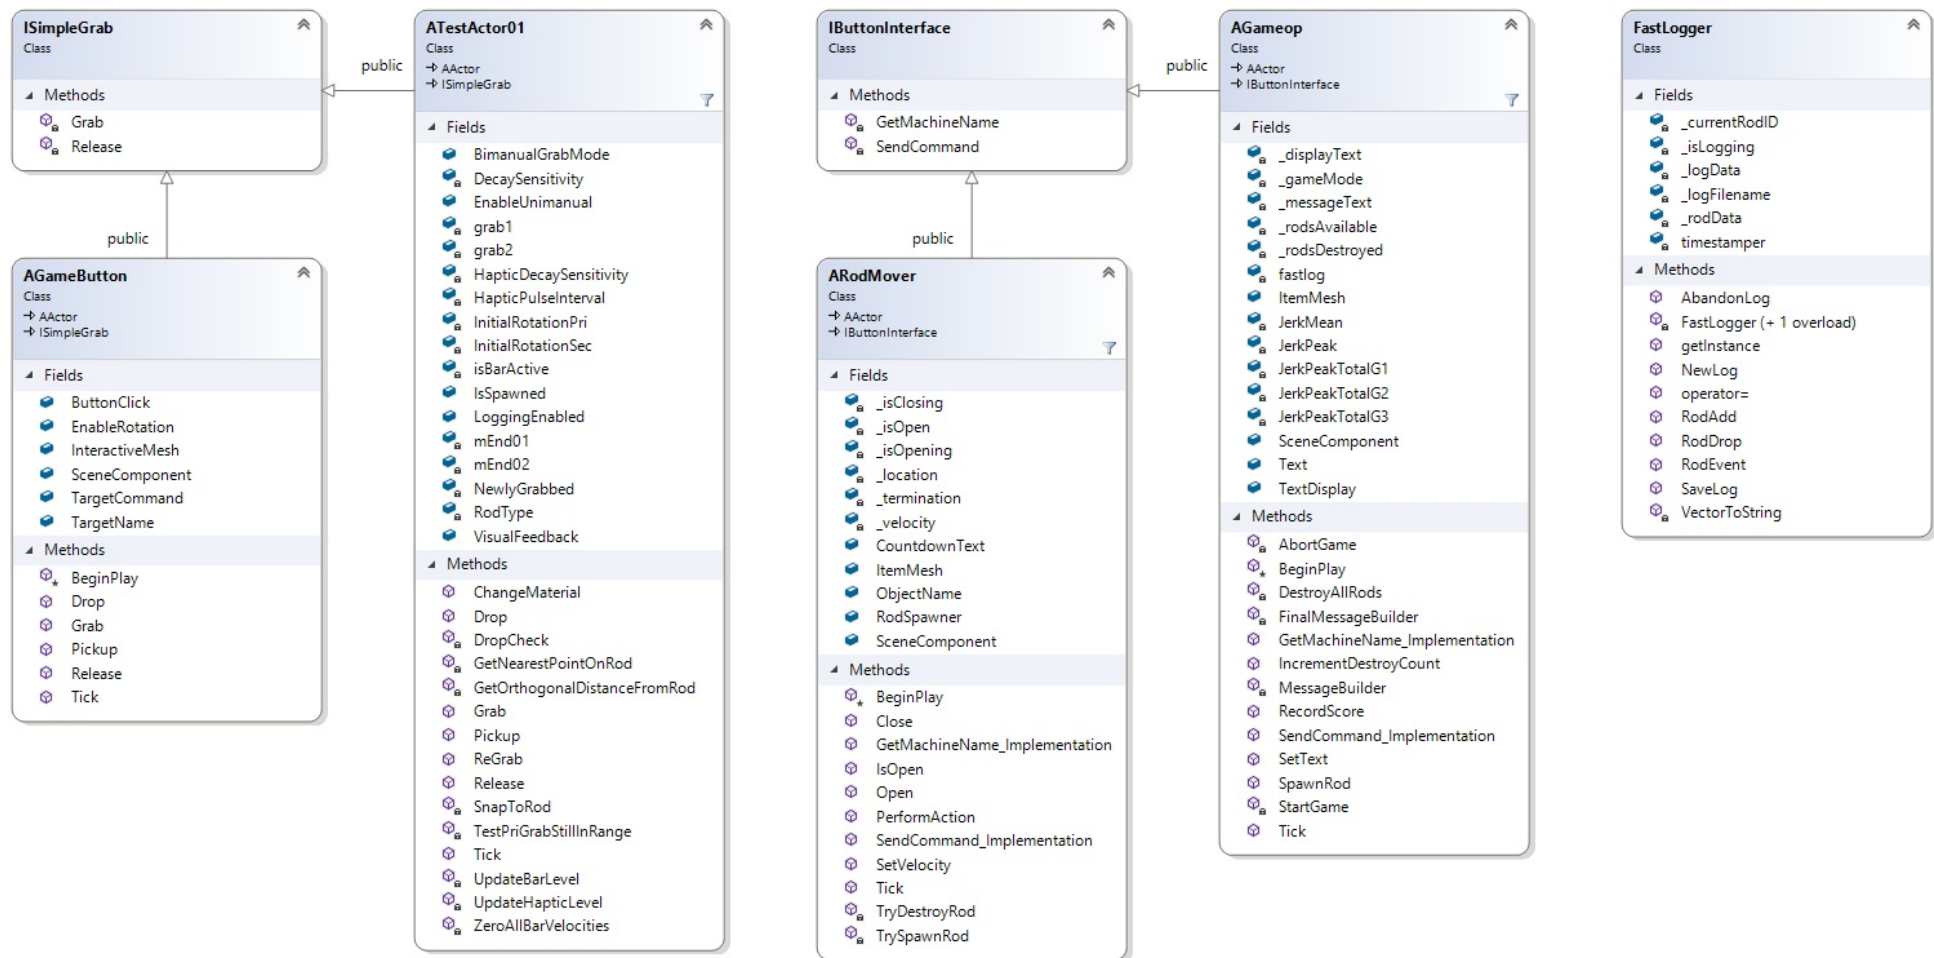 ISimpleGrab
Class
Methods
Grab
Release
public
AGameButton
Class
AActor
ISimpleGrab
Fields
ButtonClick
EnableRotation
InteractiveMesh
SceneComponent
TargetCommand
TargetName
Methods
BeginPlay
Drop
Grab
Pickup
Release
Tick
public
ATestActor01
Class
AActor
ISimpleGrab
Fields
BimanualGrabMode
DecaySensitivity
EnableUnimanual
grab1
grab2
HapticDecaySensitivity
HapticPulseInterval
InitialRotationPri
InitialRotationSec
isBarActive
IsSpawned
LoggingEnabled
mEnd01
mEnd02
NewlyGrabbed
RodType
VisualFeedback
Methods
ChangeMaterial
Drop
DropCheck
GetNearestPointOnRod
GetOrthogonalDistanceFromRod
Grab
Pickup
ReGrab
Release
SnapToRod
TestPriGrabStillInRange
Tick
UpdateBarLevel
UpdateHapticLevel
ZeroAllBarVelocities
IButtonInterface
Class
Methods
GetMachineName
SendCommand
public
ARodMover
Class
AActor
IButtonInterface
Fields
_isClosing
_isOpen
_isOpening
_location
_termination
_velocity
CountdownText
ItemMesh
ObjectName
RodSpawner
SceneComponent
Methods
BeginPlay
Close
GetMachineName_Implementation
IsOpen
Open
PerformAction
SendCommand_Implementation
SetVelocity
Tick
TryDestroyRod
TrySpawnRod
public
AGameop
Class
AActor
IButtonInterface
Fields
_displayText
_gameMode
_messageText
_rodsAvailable
_rodsDestroyed
fastlog
ItemMesh
JerkMean
JerkPeak
JerkPeakTotalG1
JerkPeakTotalG2
JerkPeakTotalG3
SceneComponent
Text
TextDisplay
Methods
AbortGame
BeginPlay
DestroyAllRods
FinalMessageBuilder
GetMachineName_Implementation
IncrementDestroyCount
MessageBuilder
RecordScore
SendCommand_Implementation
SetText
SpawnRod
StartGame
Tick
FastLogger
Class
Fields
_currentRodID
_isLogging
_logData
_logFilename
_rodData
timestamper
Methods
AbandonLog
FastLogger (+ 1 overload)
getInstance
NewLog
operator=
RodAdd
RodDrop
RodEvent
SaveLog
VectorToString